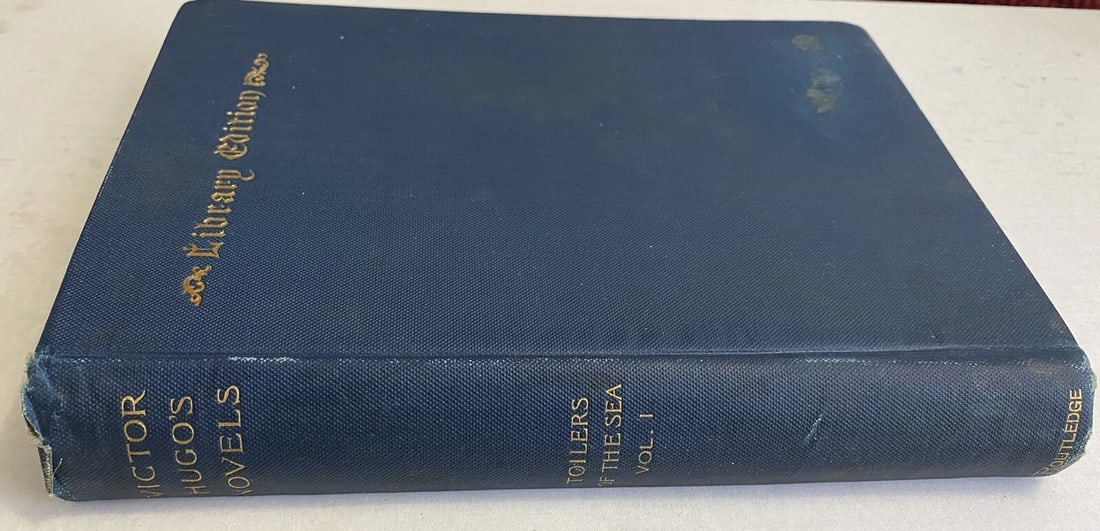 Library Edition
VICTOR
HUGO'S
NOVELS
TOILERS
OF THE SEA
VOL. I
ROUTLEDGE